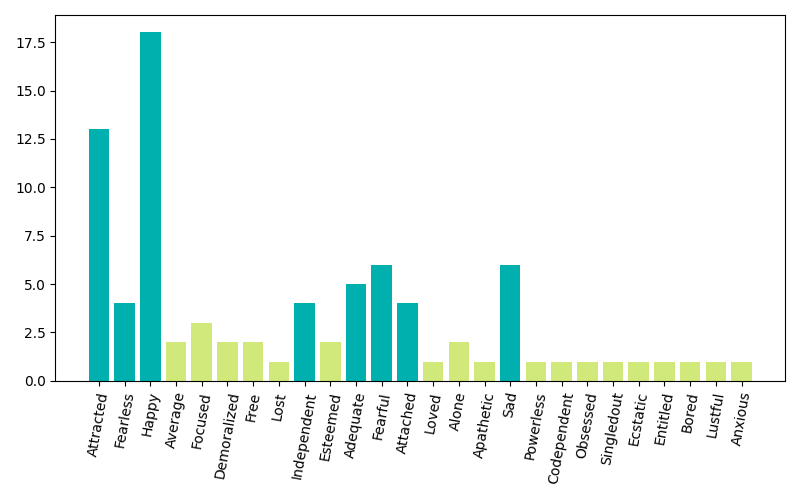 17.5
15.0
12.5
10.0
7.5
5.0
2.5
0.0
Attracted
Fearless
Happy
Average
Focused
Demoralized
Free
Lost
Independent
Esteemed
Adequate
Fearful
Attached
Loved
Alone
Apathetic
Sad
Powerless
Codependent
Obsessed
Singledout
Ecstatic
Entitled
Bored
Lustful
Anxious